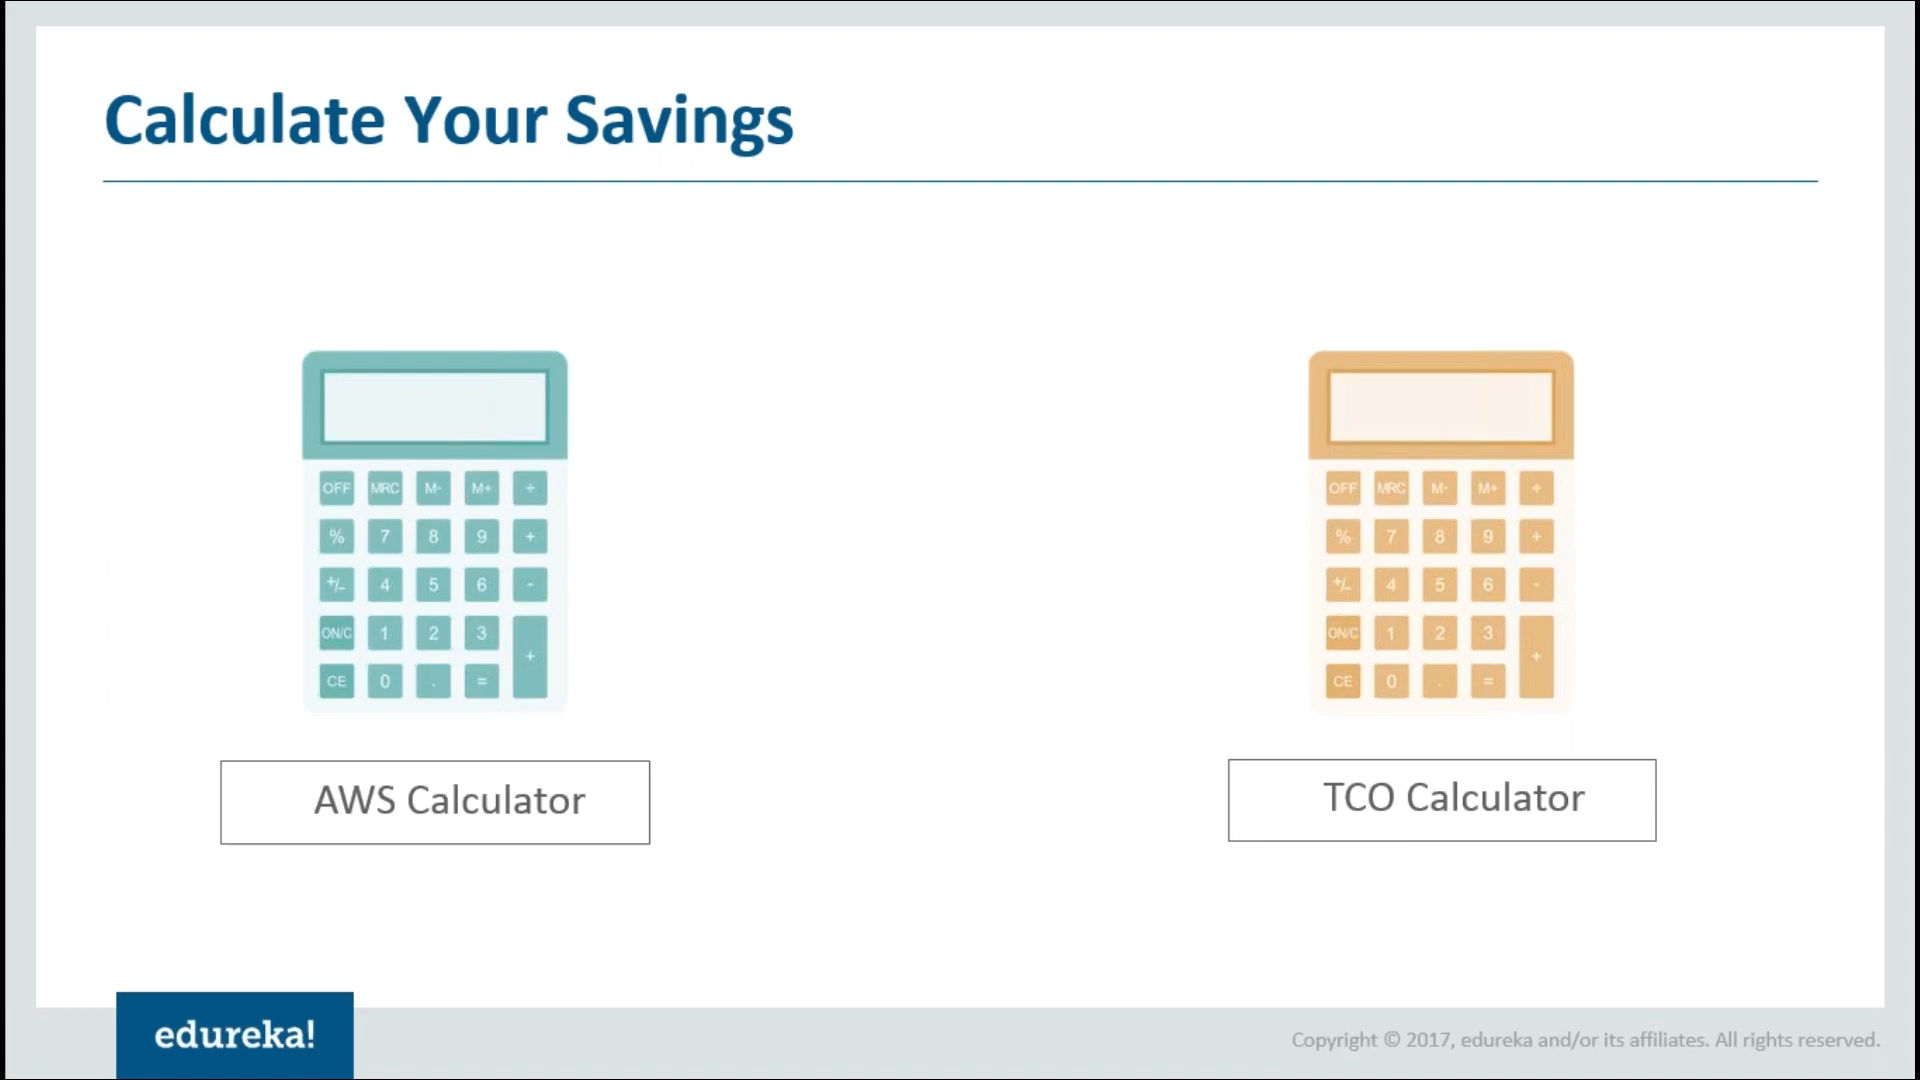 Calculate Your Savings
OFF MRC M- M+ ÷
% 7 8 9 +
+/- 4 5 6 -
ON/C 1 2 3
+
CE 0 . =
OFF MRC M- M+ ÷
% 7 8 9 +
+/- 4 5 6 -
ON/C 1 2 3
+
CE 0 . =
AWS Calculator
TCO Calculator
edureka!
Copyright © 2017, edureka and/or its affiliates. All rights reserved.